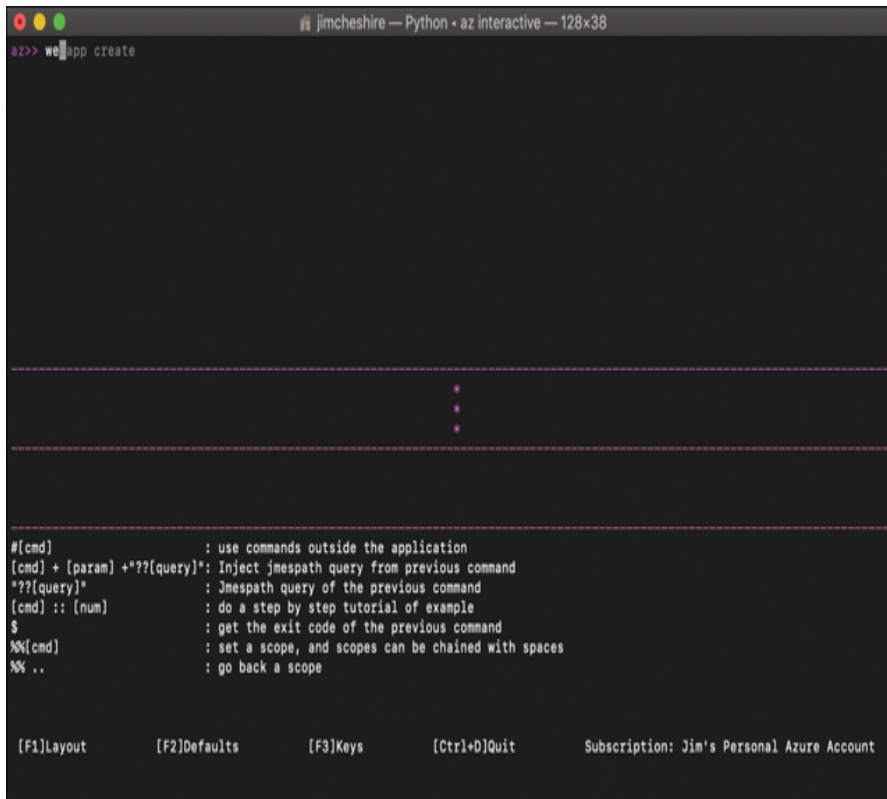 jimcheshire — Python • az interactive — 128×38
az>> we app create
*
*
*
#[cmd] : use commands outside the application
[cmd] + [param] +"??[query]": Inject jmespath query from previous command
"??[query]" : Jmespath query of the previous command
[cmd] :: [num] : do a step by step tutorial of example
$ : get the exit code of the previous command
%%[cmd] : set a scope, and scopes can be chained with spaces
%% .. : go back a scope
[F1]Layout [F2]Defaults [F3]Keys [Ctrl+D]Quit Subscription: Jim's Personal Azure Account